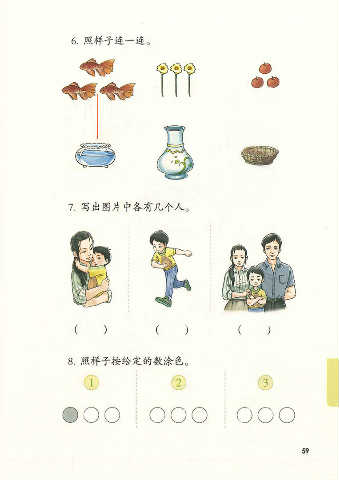 6. 照样子连一连。
7. 写出图片中各有几个人。
(  )  (  )  (  )
8. 照样子按给定的数涂色。
1 2 3
59